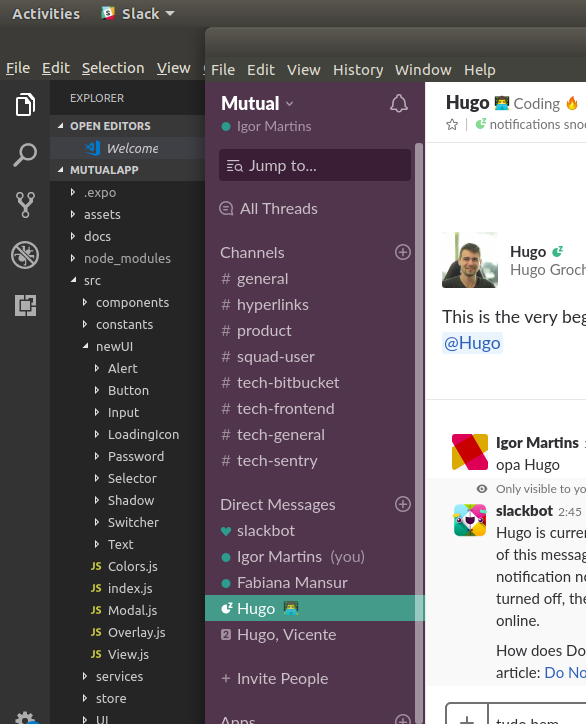 Activities Slack
File Edit Selection View
EXPLORER
OPEN EDITORS
Welcome
MUTUALAPP
.expo
assets
docs
node_modules
src
components
constants
newUI
Alert
Button
Input
LoadingIcon
Password
Selector
Shadow
Switcher
Text
JS Colors.js
JS index.js
JS Modal.js
JS Overlay.js
JS View.js
services
store
UI
File Edit View History Window Help
Mutual
Igor Martins
Jump to...
All Threads
Channels
# general
# hyperlinks
# product
# squad-user
# tech-bitbucket
# tech-frontend
# tech-general
# tech-sentry
Direct Messages
slackbot
Igor Martins (you)
Fabiana Mansur
Hugo
2 Hugo, Vicente
+ Invite People
Apps
Hugo Coding
notifications snoo
Hugo
Hugo Groch
This is the very beg
@Hugo
Igor Martins
opa Hugo
Only visible to yo
slackbot 2:45
Hugo is curren
of this messag
notification no
turned off, the
online.
How does Do
article: Do No
+ tudo bem